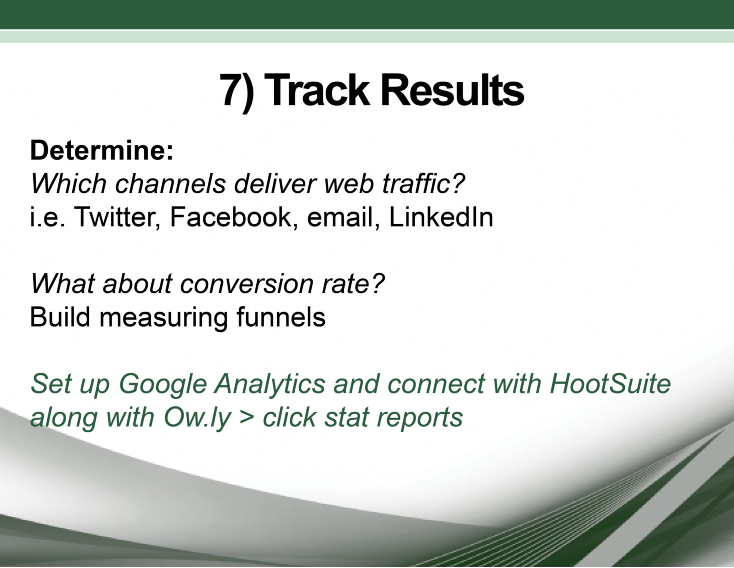 7) Track Results
Determine:
Which channels deliver web traffic?
i.e. Twitter, Facebook, email, LinkedIn
What about conversion rate?
Build measuring funnels
Set up Google Analytics and connect with HootSuite
along with Ow.ly > click stat reports